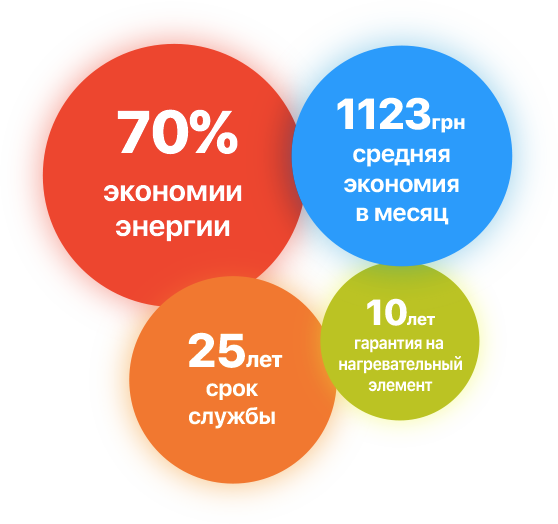 70%
экономии
энергии
1123грн
средняя
экономия
в месяц
25лет
срок
службы
10лет
гарантия на
нагревательный
элемент